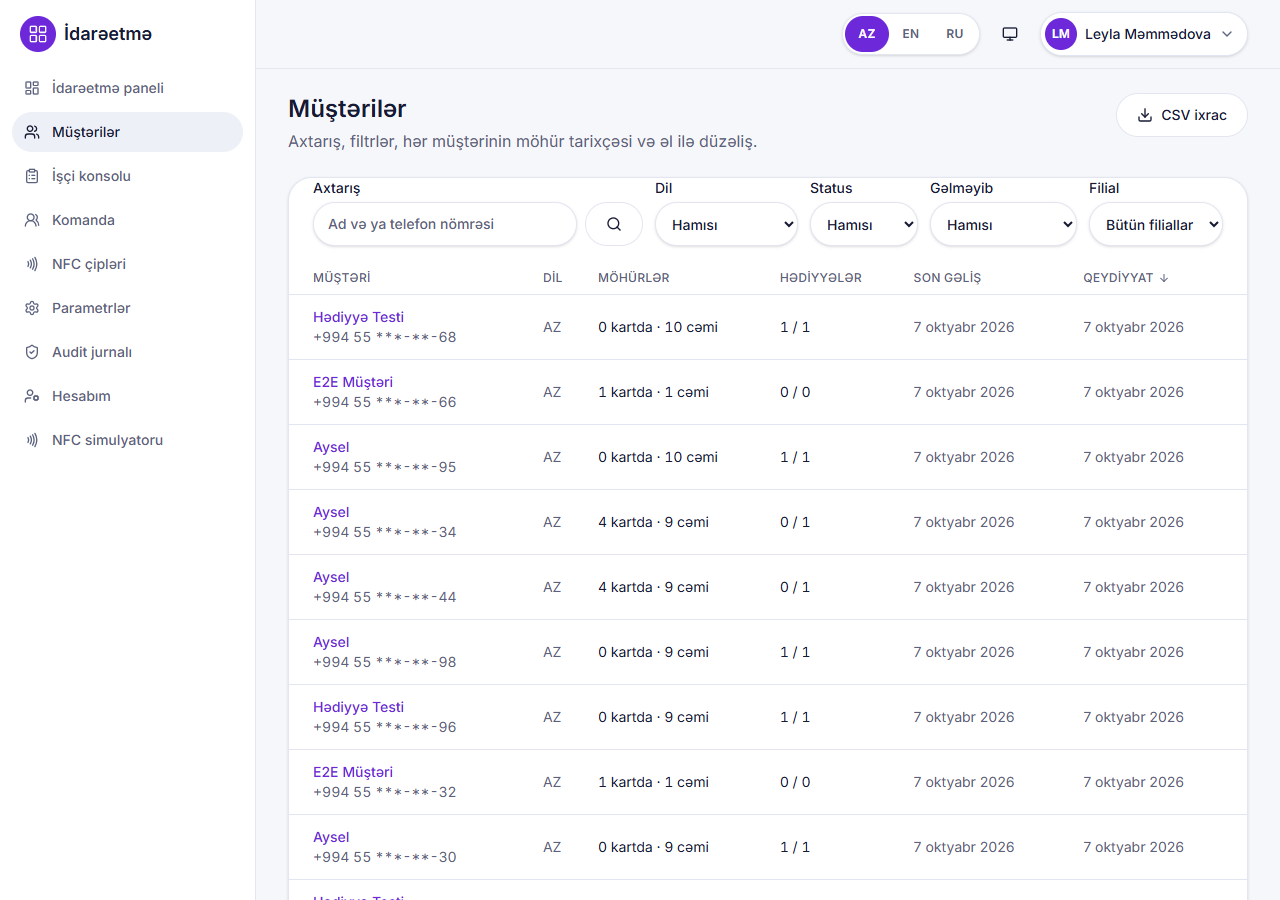 İdarəetmə
AZ EN RU
LM Leyla Məmmədova
İdarəetmə paneli
Müştərilər
İşçi konsolu
Komanda
NFC çipləri
Parametrlər
Audit jurnalı
Hesabım
NFC simulyatoru
Müştərilər
Axtarış, filtrlər, hər müştərinin möhür tarixçəsi və əl ilə düzəliş.
CSV ixrac
Axtarış Dil Status Gəlməyib Filial
Ad və ya telefon nömrəsi Hamısı Hamısı Hamısı Bütün filiallar
MÜŞTƏRİ DİL MÖHÜRLƏR HƏDİYYƏLƏR SON GƏLİŞ QEYDİYYAT ↓
Hədiyyə Testi
+994 55 ***-**-68 AZ 0 kartda · 10 cəmi 1 / 1 7 oktyabr 2026 7 oktyabr 2026
E2E Müştəri
+994 55 ***-**-66 AZ 1 kartda · 1 cəmi 0 / 0 7 oktyabr 2026 7 oktyabr 2026
Aysel
+994 55 ***-**-95 AZ 0 kartda · 10 cəmi 1 / 1 7 oktyabr 2026 7 oktyabr 2026
Aysel
+994 55 ***-**-34 AZ 4 kartda · 9 cəmi 0 / 1 7 oktyabr 2026 7 oktyabr 2026
Aysel
+994 55 ***-**-44 AZ 4 kartda · 9 cəmi 0 / 1 7 oktyabr 2026 7 oktyabr 2026
Aysel
+994 55 ***-**-98 AZ 0 kartda · 9 cəmi 1 / 1 7 oktyabr 2026 7 oktyabr 2026
Hədiyyə Testi
+994 55 ***-**-96 AZ 0 kartda · 9 cəmi 1 / 1 7 oktyabr 2026 7 oktyabr 2026
E2E Müştəri
+994 55 ***-**-32 AZ 1 kartda · 1 cəmi 0 / 0 7 oktyabr 2026 7 oktyabr 2026
Aysel
+994 55 ***-**-30 AZ 0 kartda · 9 cəmi 1 / 1 7 oktyabr 2026 7 oktyabr 2026